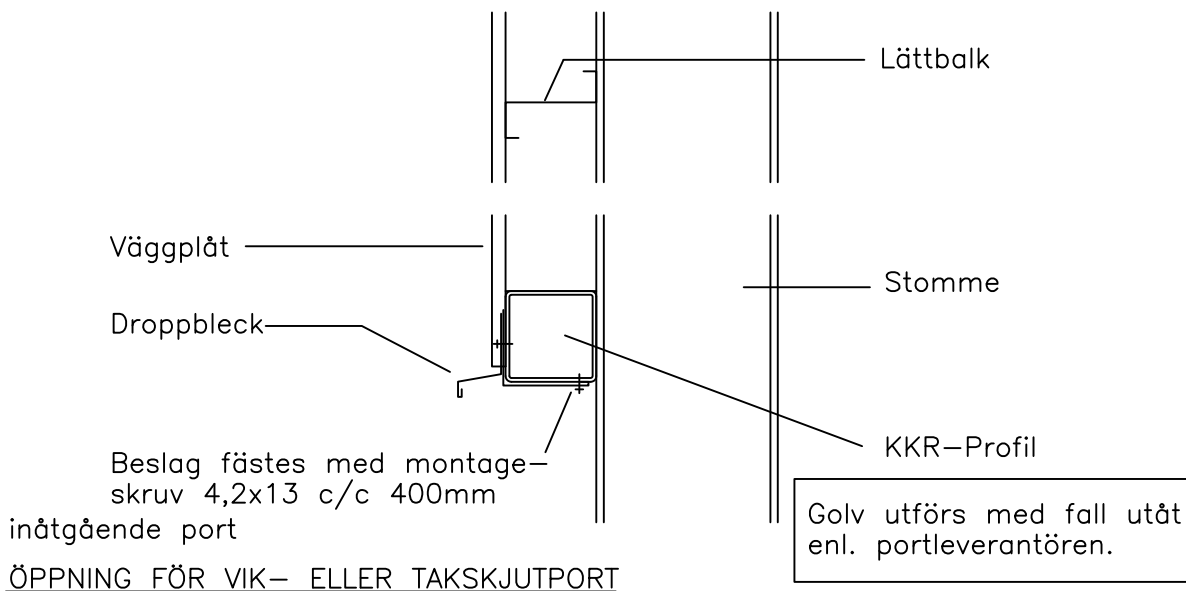 Lättbalk
Väggplåt
Stomme
Droppbleck
KKR-Profil
Beslag fästes med montage-
skruv 4,2x13 c/c 400mm
inåtgående port
Golv utförs med fall utåt
enl. portleverantören.
ÖPPNING FÖR VIK- ELLER TAKSKJUTPORT